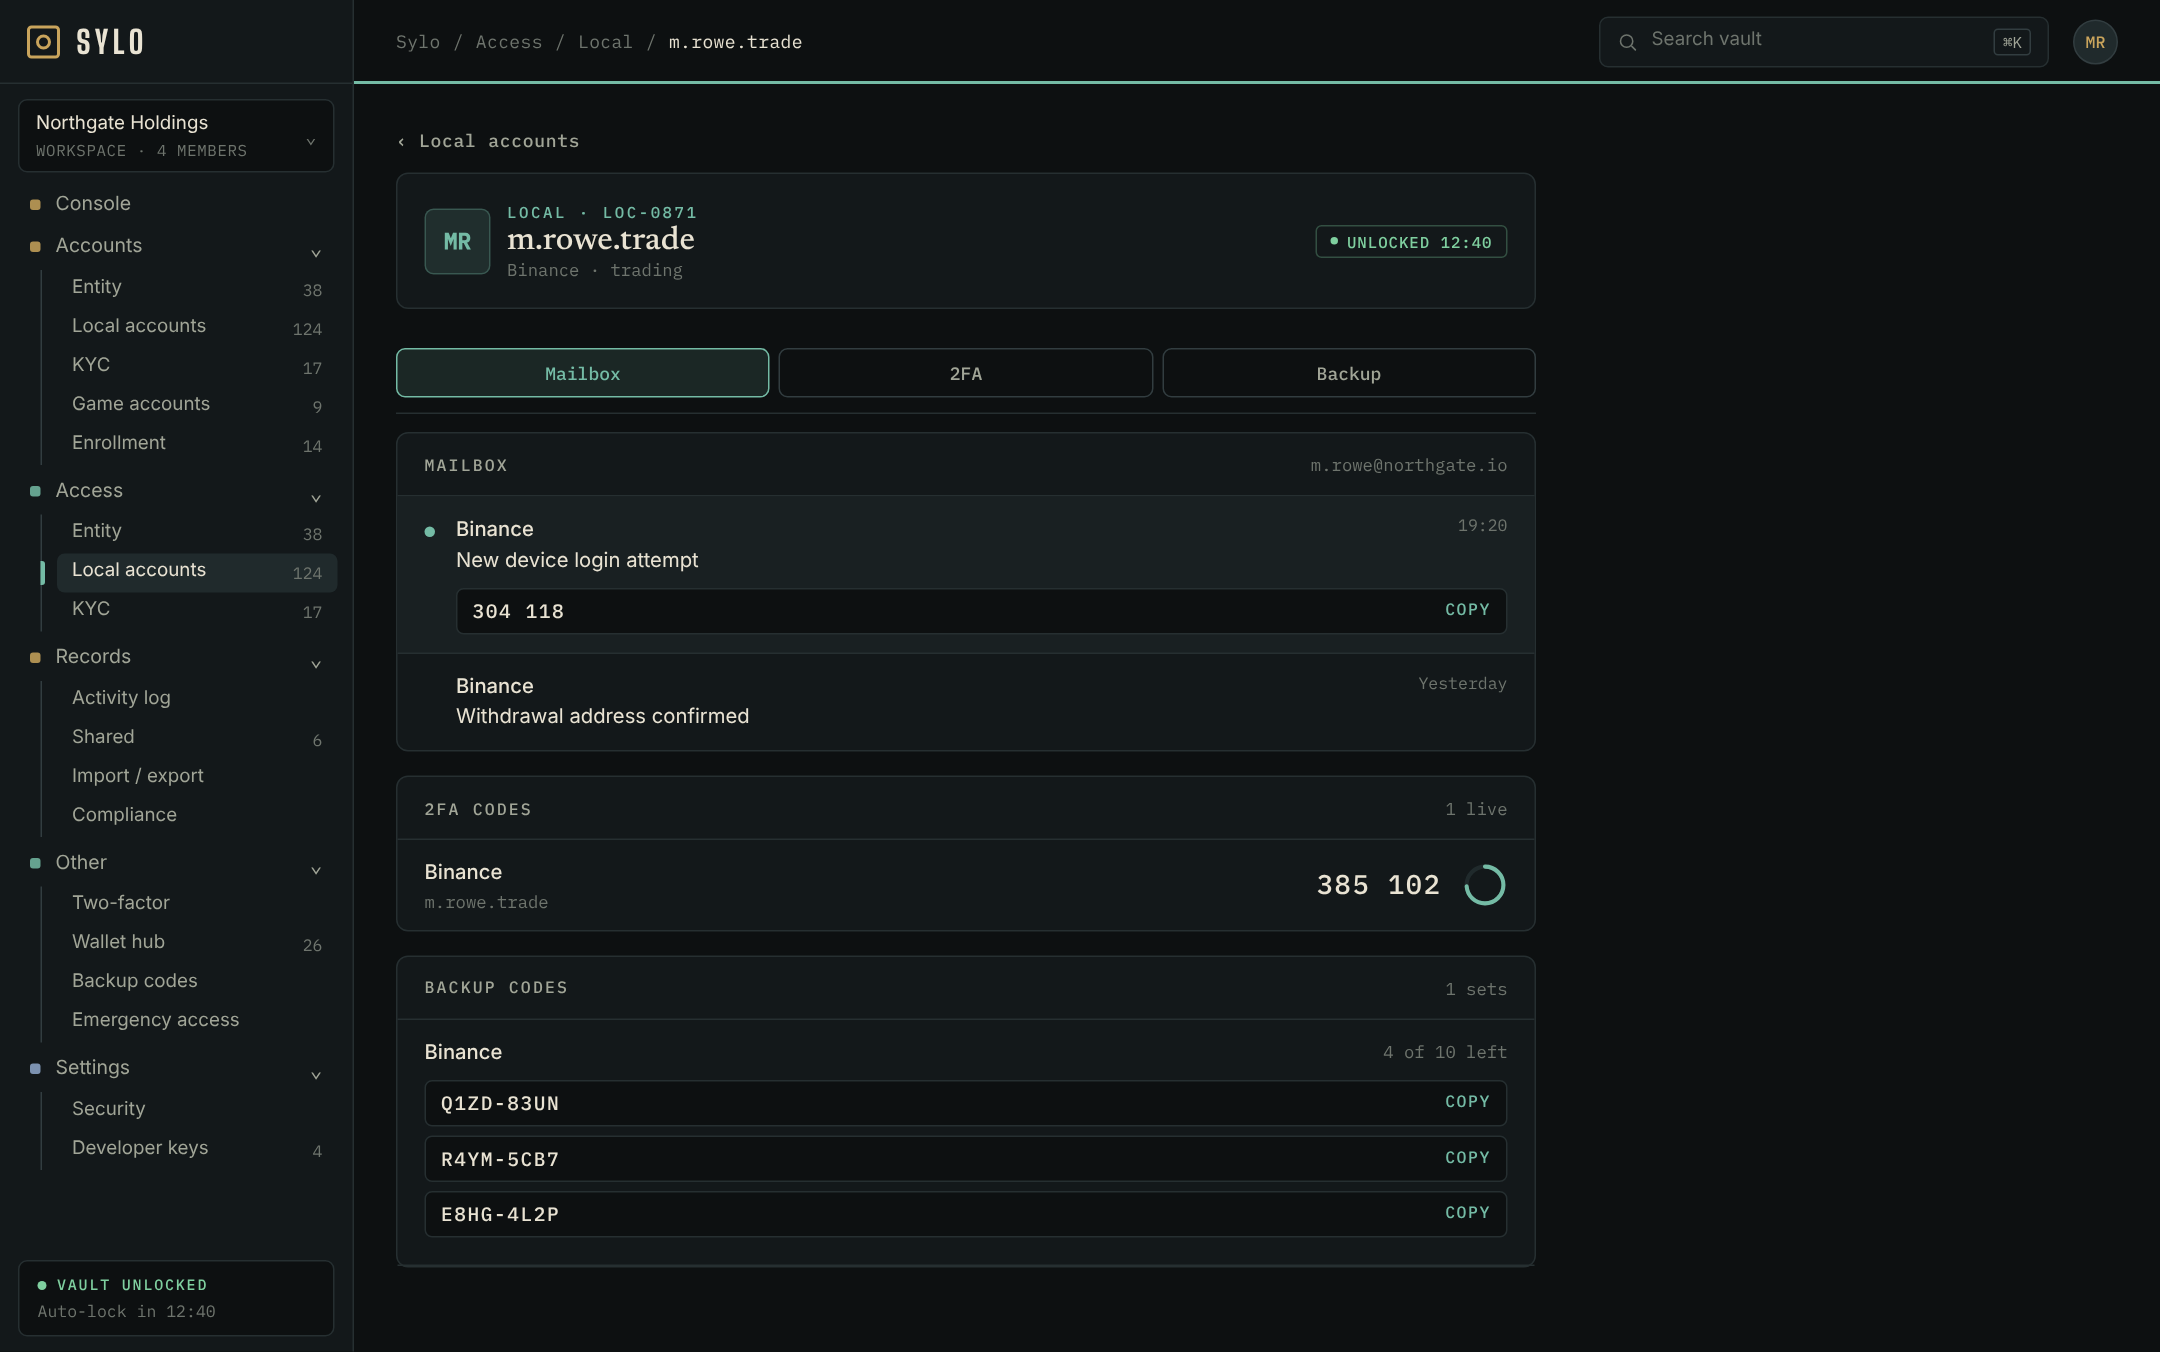 SYLO
Northgate Holdings
WORKSPACE · 4 MEMBERS
Console
Accounts
Entity 38
Local accounts 124
KYC 17
Game accounts 9
Enrollment 14
Access
Entity 38
Local accounts 124
KYC 17
Records
Activity log
Shared 6
Import / export
Compliance
Other
Two-factor
Wallet hub 26
Backup codes
Emergency access
Settings
Security
Developer keys 4
VAULT UNLOCKED
Auto-lock in 12:40
Sylo / Access / Local / m.rowe.trade
Search vault ⌘K
MR
‹ Local accounts
MR
LOCAL · LOC-0871
m.rowe.trade
Binance · trading
UNLOCKED 12:40
Mailbox 2FA Backup
MAILBOX m.rowe@northgate.io
Binance 19:20
New device login attempt
304 118 COPY
Binance Yesterday
Withdrawal address confirmed
2FA CODES 1 live
Binance
m.rowe.trade
385 102
BACKUP CODES 1 sets
Binance 4 of 10 left
Q1ZD-83UN COPY
R4YM-5CB7 COPY
E8HG-4L2P COPY